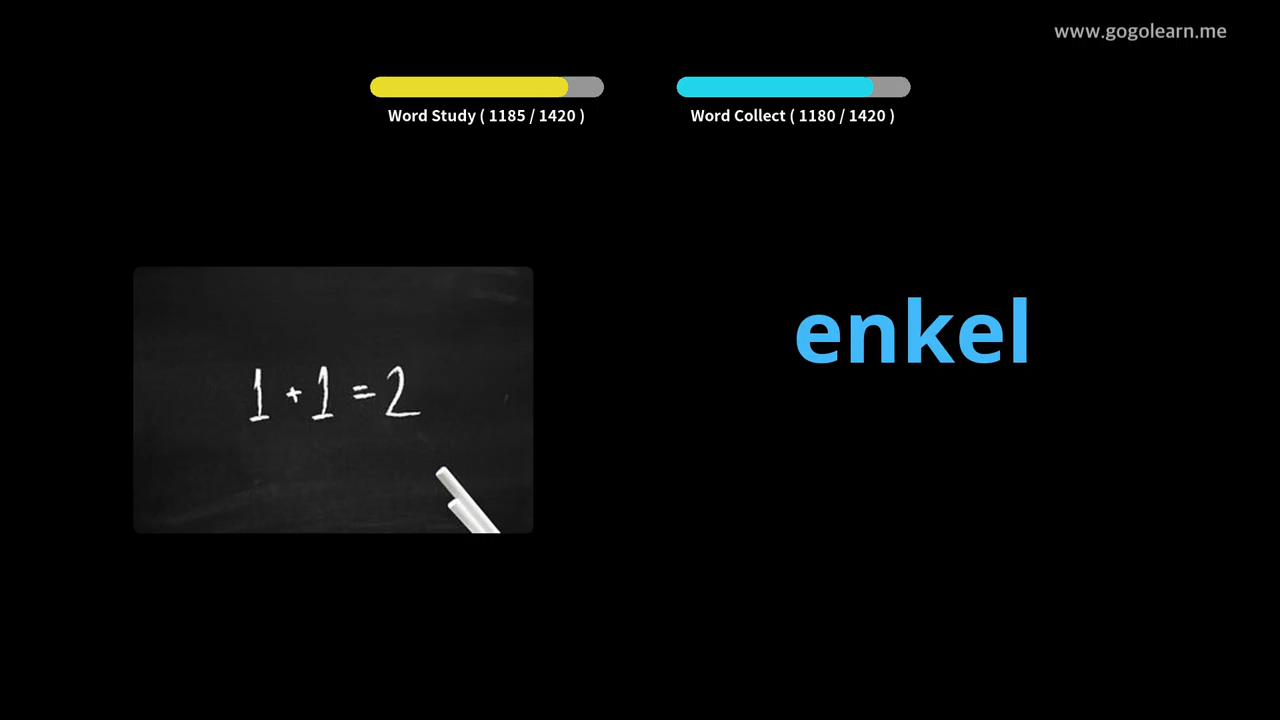 www.gogolearn.me
Word Study ( 1185 / 1420 )
Word Collect ( 1180 / 1420 )
enkel
1 + 1 = 2